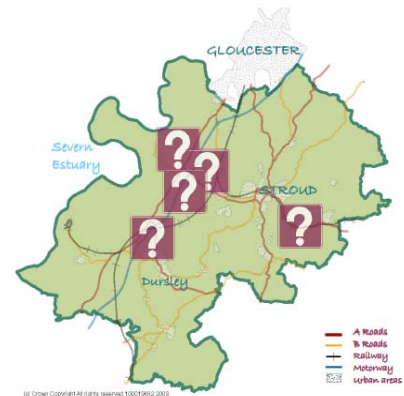 GLOUCESTER
Severn
Estuary
?
?
?
STROUD
?
?
Dursley
A Roads
B Roads
Railway
Motorway
Urban areas
(c) Crown Copyright All rights reserved 100019682 2009